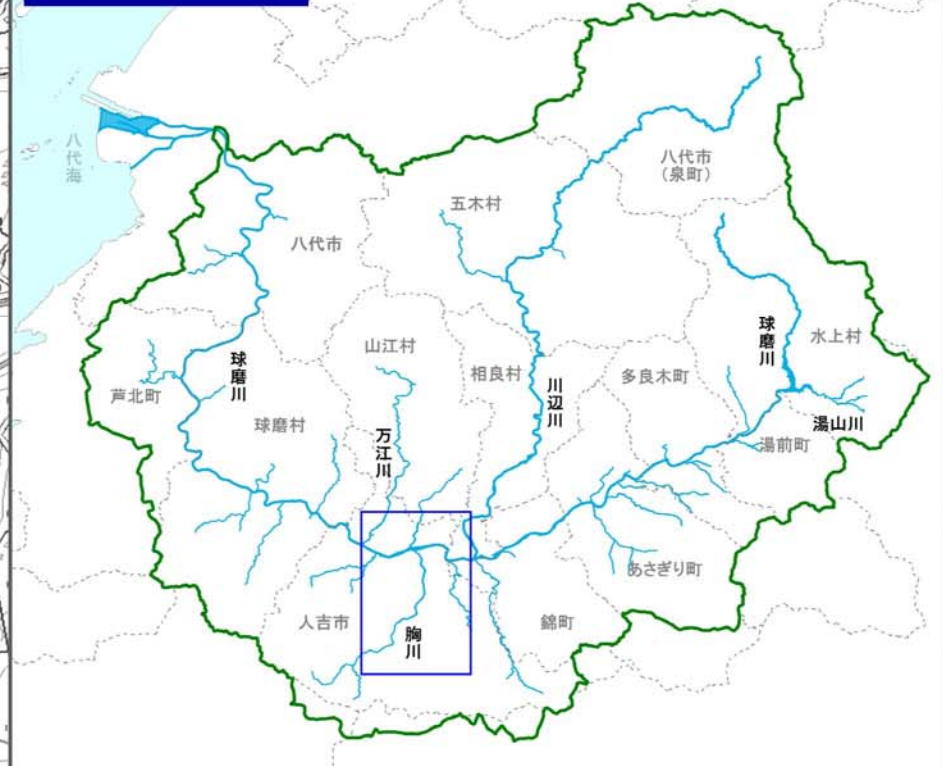 八代海
八代市
(泉町)
五木村
八代市
球磨川
水上村
山江村
球磨川
相良村
川辺川
多良木町
芦北町
球磨村
湯山川
万江川
湯前町
あさぎり町
人吉市
胸川
錦町